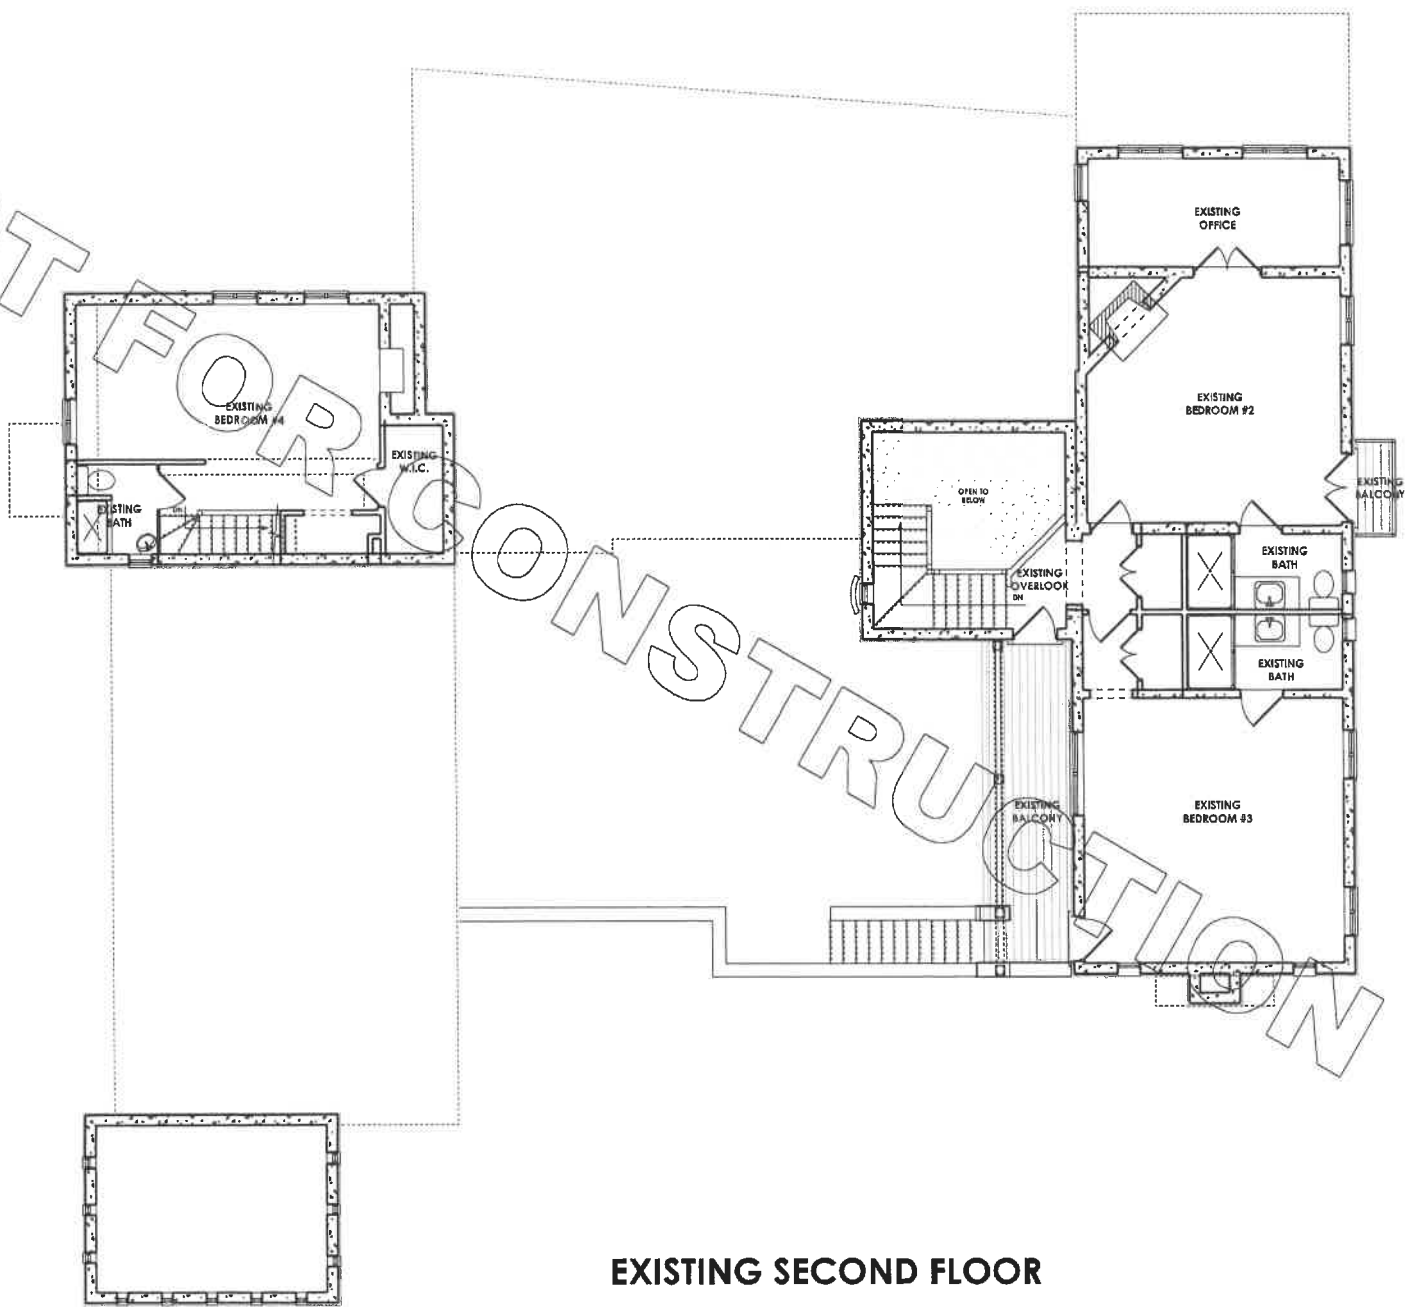 T FOR CONSTRUCTION
EXISTING
OFFICE
EXISTING
BEDROOM #2
EXISTING
BALCONY
EXISTING
BEDROOM #4
EXISTING
W.I.C.
EXISTING
BATH
OPEN TO
BELOW
EXISTING
OVERLOOK
DN
EXISTING
BATH
EXISTING
BATH
EXISTING
BALCONY
EXISTING
BEDROOM #3
EXISTING SECOND FLOOR